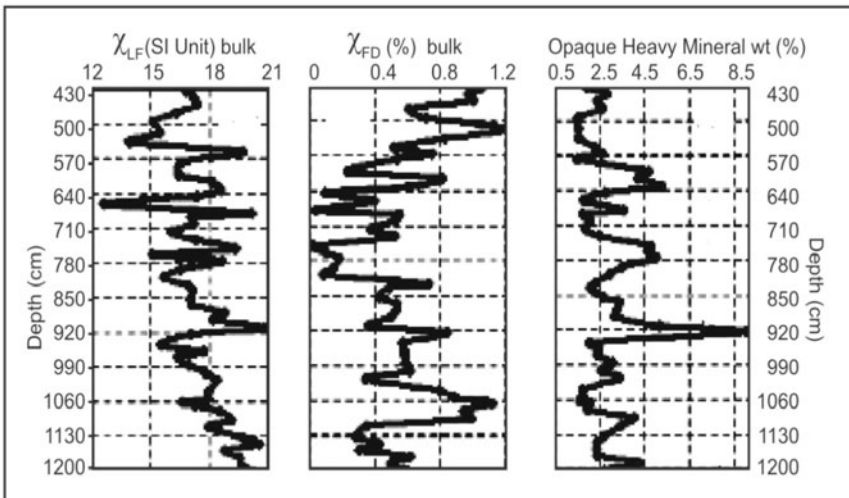 χLF (SI Unit) bulk
χFD (%) bulk
Opaque Heavy Mineral wt (%)
12 15 18 21
0 0.4 0.8 1.2
0.5 2.5 4.5 6.5 8.5
430 430
500 500
570 570
640 640
710 710
780 780
850 850
920 920
990 990
1060 1060
1130 1130
1200 1200
Depth (cm)
Depth (cm)